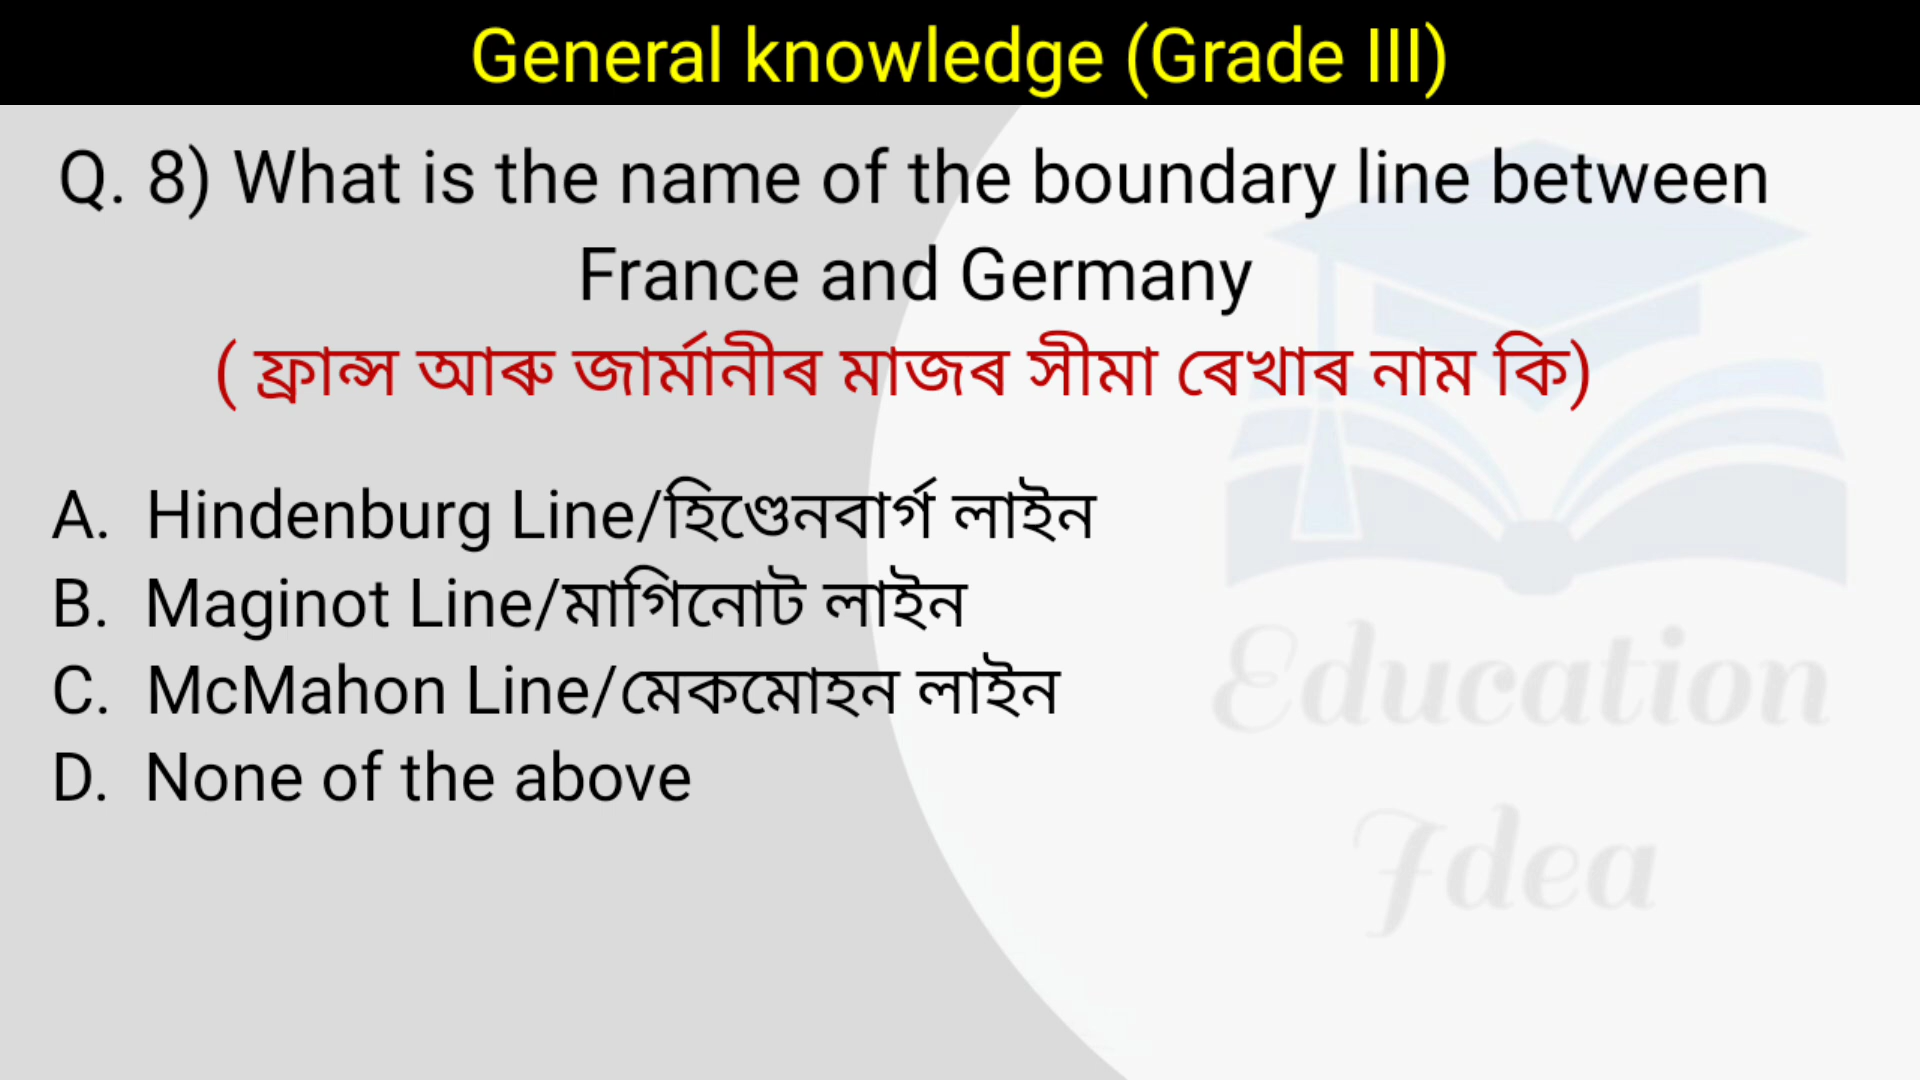 General knowledge (Grade III)
Q. 8) What is the name of the boundary line between
France and Germany
( ফ্ৰান্স আৰু জাৰ্মানীৰ মাজৰ সীমা ৰেখাৰ নাম কি)
A. Hindenburg Line/হিণ্ডেনবাৰ্গ লাইন
B. Maginot Line/মাগিনোট লাইন
C. McMahon Line/মেকমোহন লাইন
D. None of the above
Education
Idea